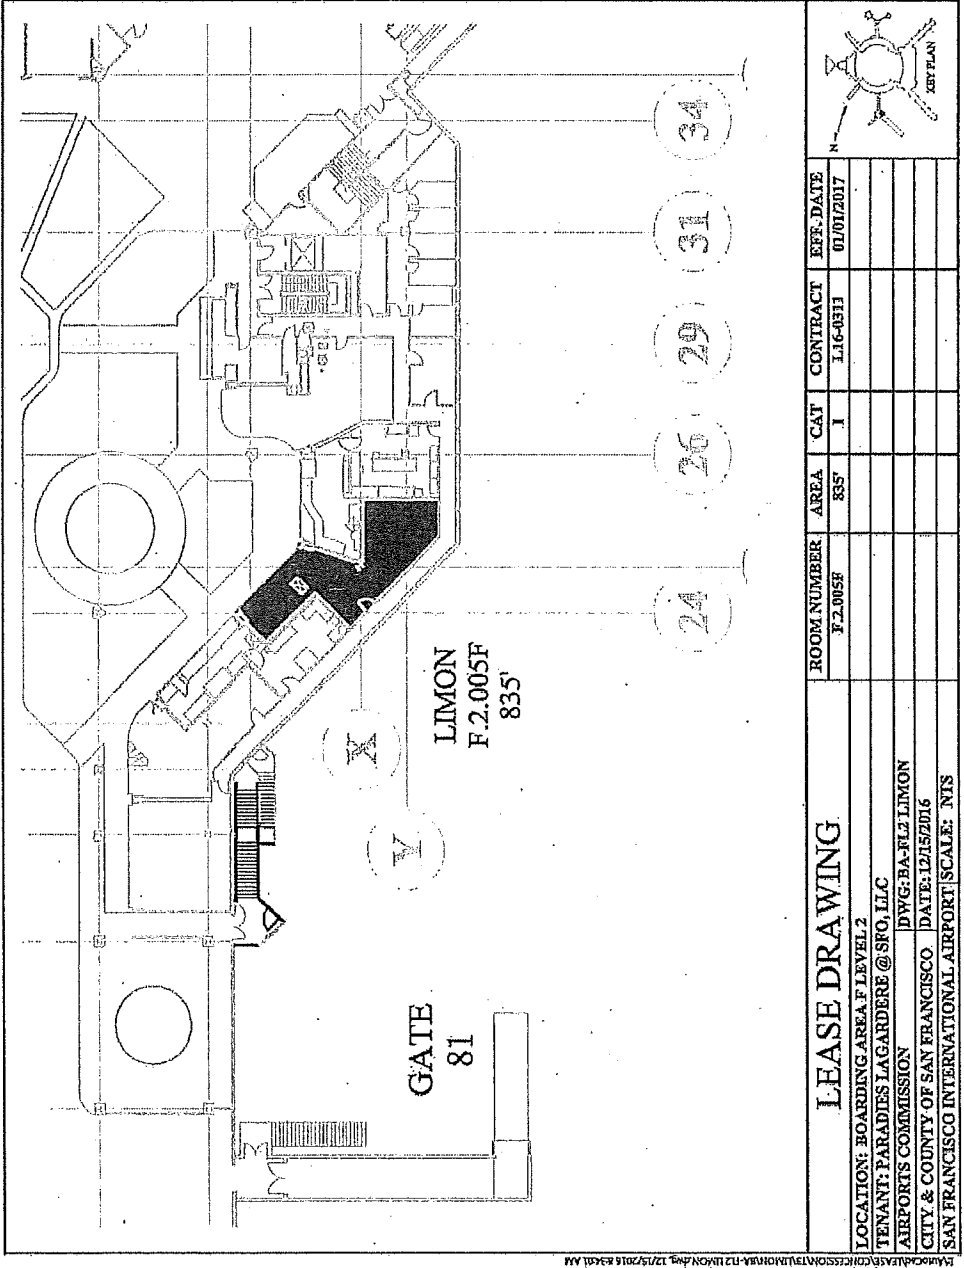 34
31
29
26
24
X
Y
LIMON
F.2.005F
835'
GATE
81
LEASE DRAWING
LOCATION: BOARDING AREA F LEVEL 2
TENANT: PARADIES LAGARDERE @ SFO, LLC
AIRPORTS COMMISSION DWG: BA-FL2 LIMON
CITY & COUNTY OF SAN FRANCISCO DATE: 12/15/2016
SAN FRANCISCO INTERNATIONAL AIRPORT SCALE: NTS
ROOM NUMBER AREA CAT CONTRACT EFF. DATE
F.2.005F 835' 1 L16-0311 01/01/2017
N
KEY PLAN